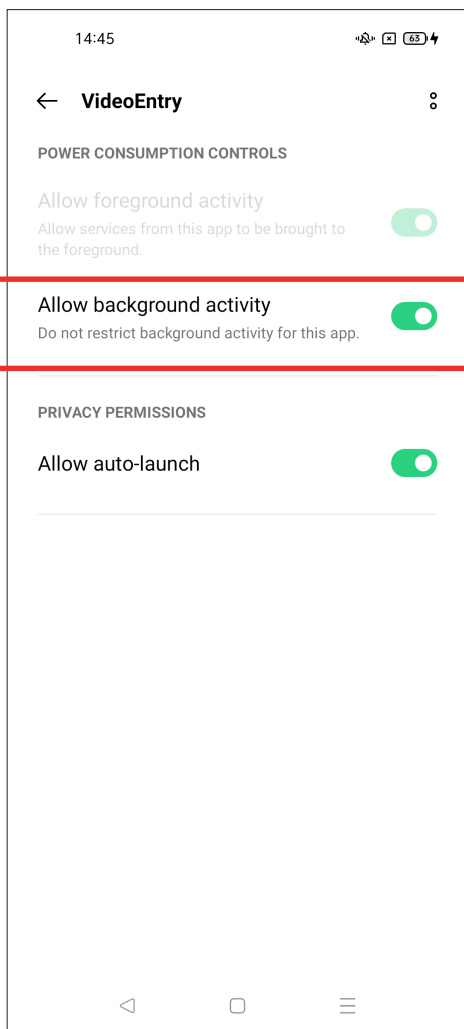 14:45
63
VideoEntry
POWER CONSUMPTION CONTROLS
Allow foreground activity
Allow services from this app to be brought to
the foreground.
Allow background activity
Do not restrict background activity for this app.
PRIVACY PERMISSIONS
Allow auto-launch